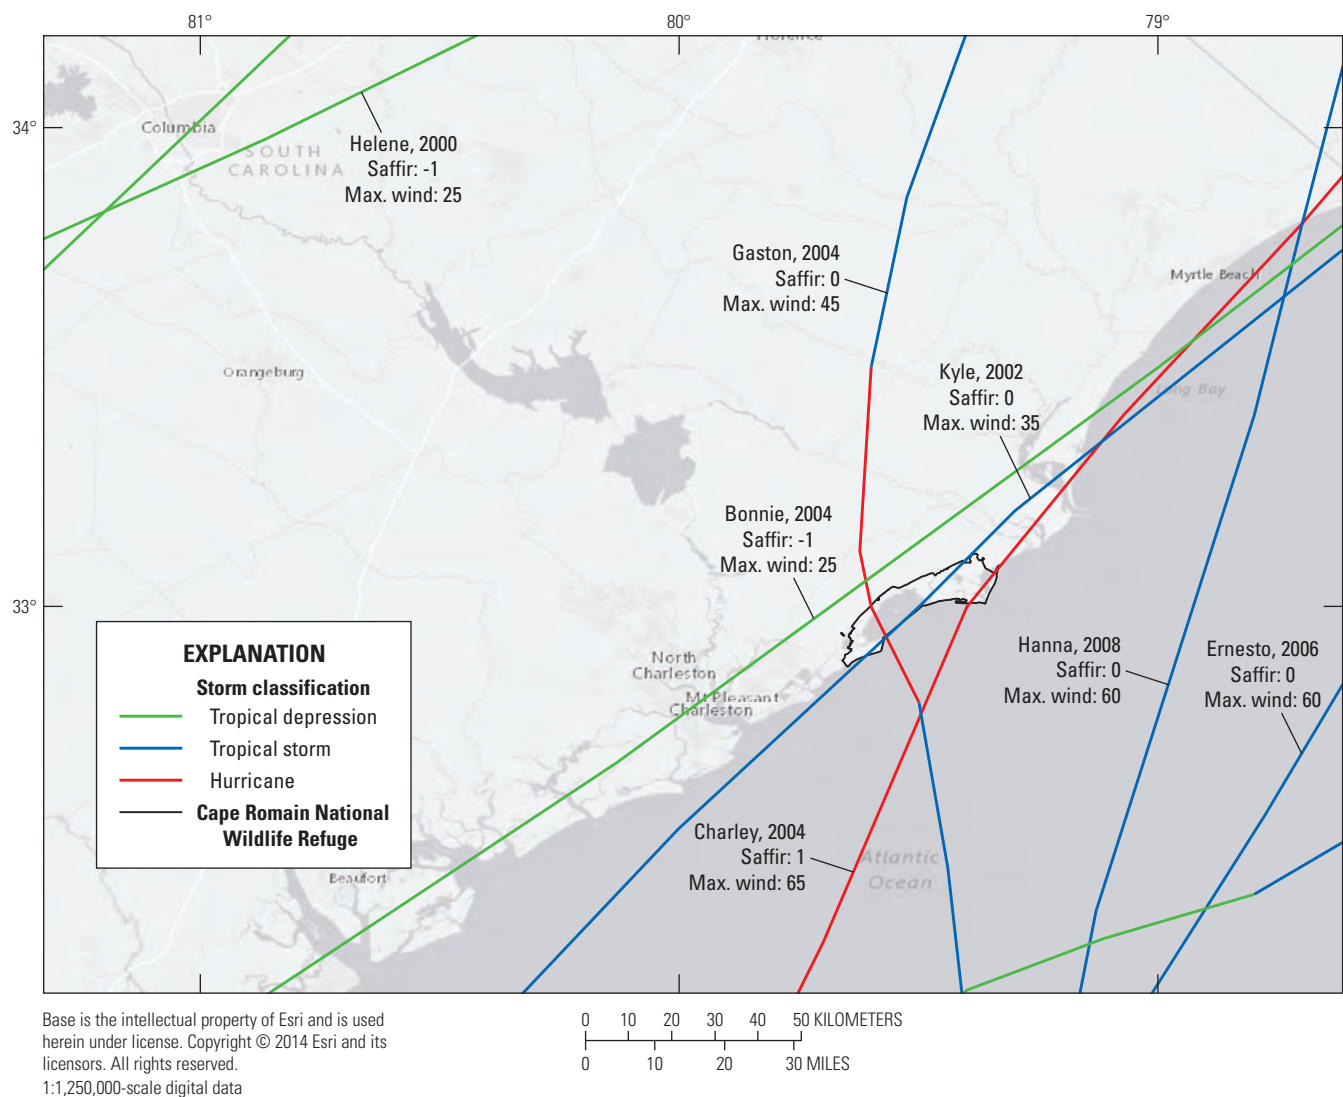 81°
80°
79°
34°
33°
Florence
Columbia
SOUTH
CAROLINA
Helene, 2000
Saffir: -1
Max. wind: 25
Gaston, 2004
Saffir: 0
Max. wind: 45
Myrtle Beach
Orangeburg
Kyle, 2002
Saffir: 0
Max. wind: 35
Long Bay
Bonnie, 2004
Saffir: -1
Max. wind: 25
North
Charleston
Mt Pleasant
Charleston
Hanna, 2008
Saffir: 0
Max. wind: 60
Ernesto, 2006
Saffir: 0
Max. wind: 60
EXPLANATION
Storm classification
Tropical depression
Tropical storm
Hurricane
Cape Romain National
Wildlife Refuge
Charley, 2004
Saffir: 1
Max. wind: 65
Atlantic
Ocean
Beaufort
Base is the intellectual property of Esri and is used
herein under license. Copyright © 2014 Esri and its
licensors. All rights reserved.
1:1,250,000-scale digital data
0 10 20 30 40 50 KILOMETERS
0 10 20 30 MILES